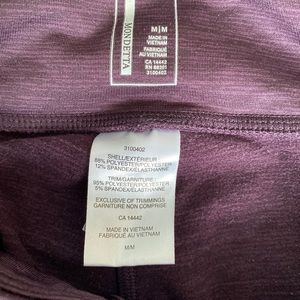 MONDETTA
M|M
MADE IN
VIETNAM
FABRIQUÉ
AU VIETNAM
CA 14442
RN 88201
3100402
3100402
SHELL/EXTÉRIEUR
88% POLYESTER/POLYESTER
12% SPANDEX/ÉLASTHANNE
TRIM/GARNITURE:
95% POLYESTER/POLYESTER
5% SPANDEX/ÉLASTHANNE
EXCLUSIVE OF TRIMMINGS
GARNITURE NON COMPRISE
CA 14442
MADE IN VIETNAM
FABRIQUÉ AU VIETNAM
M/M